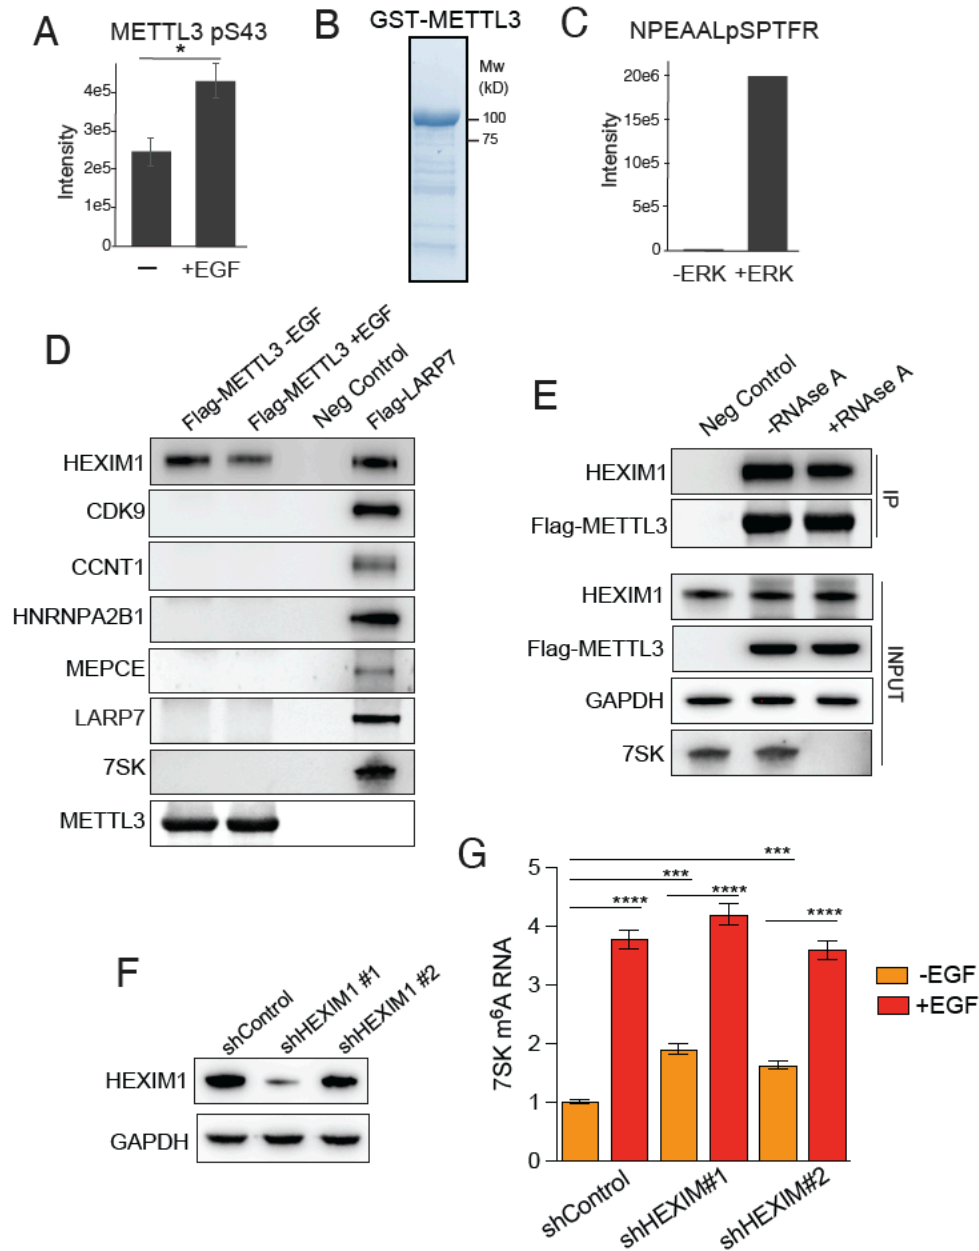 A
METTL3 pS43
*
Intensity
4e5
3e5
2e5
1e5
0
– +EGF
B
GST-METTL3
Mw
(kD)
100
75
C
NPEAALpSPTFR
Intensity
20e6
15e5
10e5
5e5
0
-ERK +ERK
D
Flag-METTL3 -EGF
Flag-METTL3 +EGF
Neg Control
Flag-LARP7
HEXIM1
CDK9
CCNT1
HNRNPA2B1
MEPCE
LARP7
7SK
METTL3
E
Neg Control
-RNAse A
+RNAse A
HEXIM1
Flag-METTL3
IP
HEXIM1
Flag-METTL3
GAPDH
7SK
INPUT
F
shControl
shHEXIM1 #1
shHEXIM1 #2
HEXIM1
GAPDH
G
7SK m⁶A RNA
5
4
3
2
1
0
***
***
**** **** ****
-EGF
+EGF
shControl
shHEXIM#1
shHEXIM#2